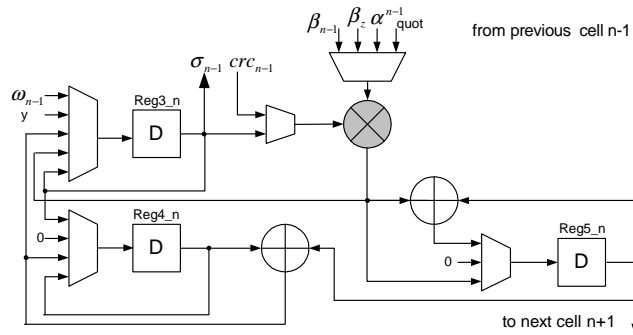 β_{n-1} β_z α^{n-1} quot
from previous cell n-1
σ_{n-1} crc_{n-1}
ω_{n-1}
y
Reg3_n
D
Reg4_n
0
D
Reg5_n
0
D
to next cell n+1